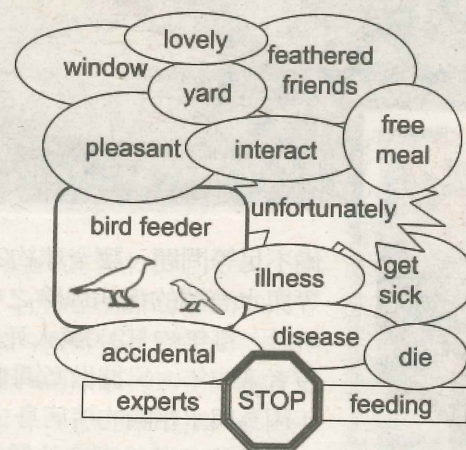 lovely
window
feathered
friends
yard
free
meal
pleasant
interact
bird feeder
unfortunately
illness
get
sick
accidental
disease
die
experts
STOP
feeding